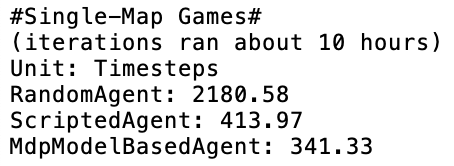 #Single-Map Games#
(iterations ran about 10 hours)
Unit: Timesteps
RandomAgent: 2180.58
ScriptedAgent: 413.97
MdpModelBasedAgent: 341.33